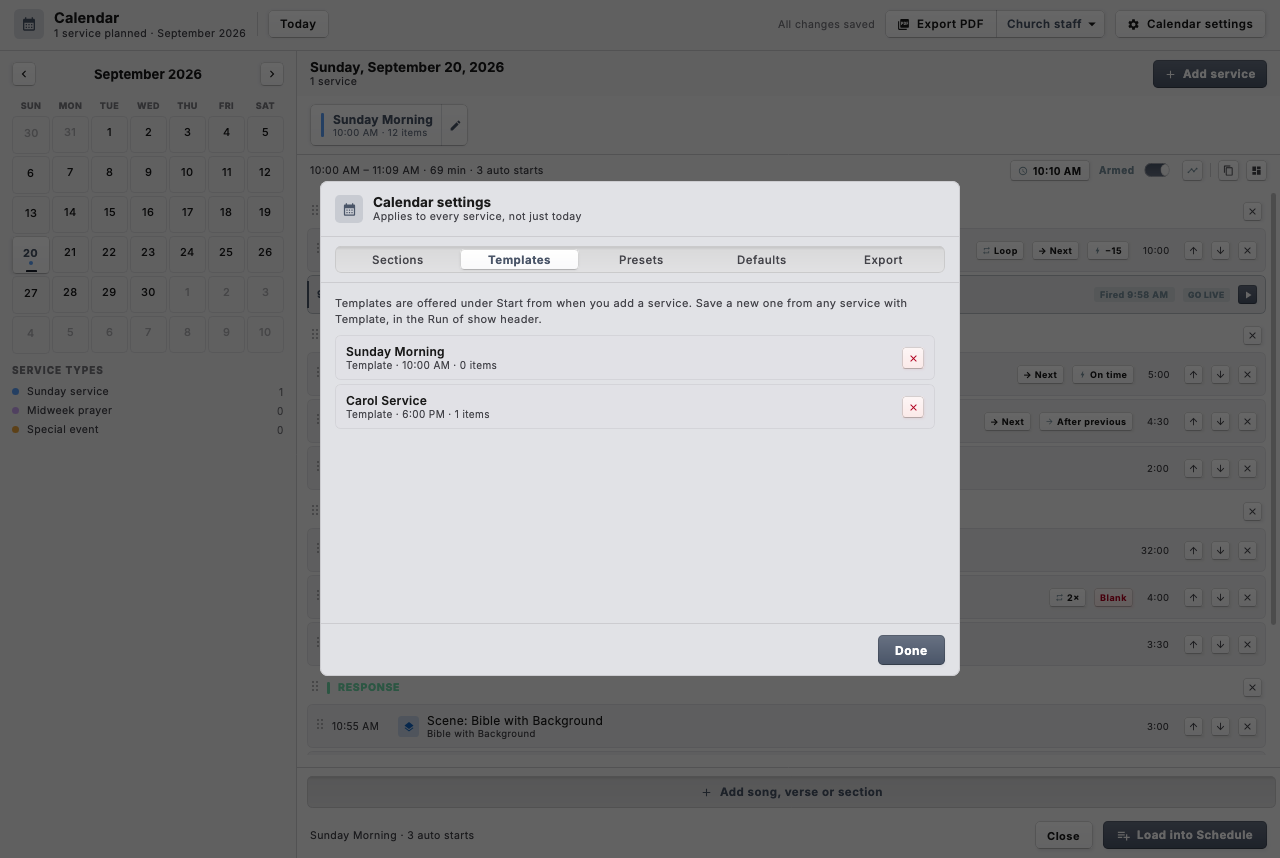 Calendar
1 service planned · September 2026
Today
All changes saved
Export PDF
Church staff
Calendar settings
September 2026
SUN MON TUE WED THU FRI SAT
30 31 1 2 3 4 5
6 7 8 9 10 11 12
13 14 15 16 17 18 19
20 21 22 23 24 25 26
27 28 29 30 1 2 3
4 5 6 7 8 9 10
SERVICE TYPES
Sunday service 1
Midweek prayer 0
Special event 0
Sunday, September 20, 2026
1 service
+ Add service
Sunday Morning
10:00 AM · 12 items
10:00 AM – 11:09 AM · 69 min · 3 auto starts
10:10 AM
Armed
Calendar settings
Applies to every service, not just today
Sections Templates Presets Defaults Export
Templates are offered under Start from when you add a service. Save a new one from any service with
Template, in the Run of show header.
Sunday Morning
Template · 10:00 AM · 0 items
Carol Service
Template · 6:00 PM · 1 items
Done
Loop → Next −15 10:00
Fired 9:58 AM GO LIVE
→ Next On time 5:00
→ Next After previous 4:30
2:00
32:00
2× Blank 4:00
3:30
RESPONSE
10:55 AM
Scene: Bible with Background
Bible with Background
3:00
+ Add song, verse or section
Sunday Morning · 3 auto starts
Close
Load into Schedule